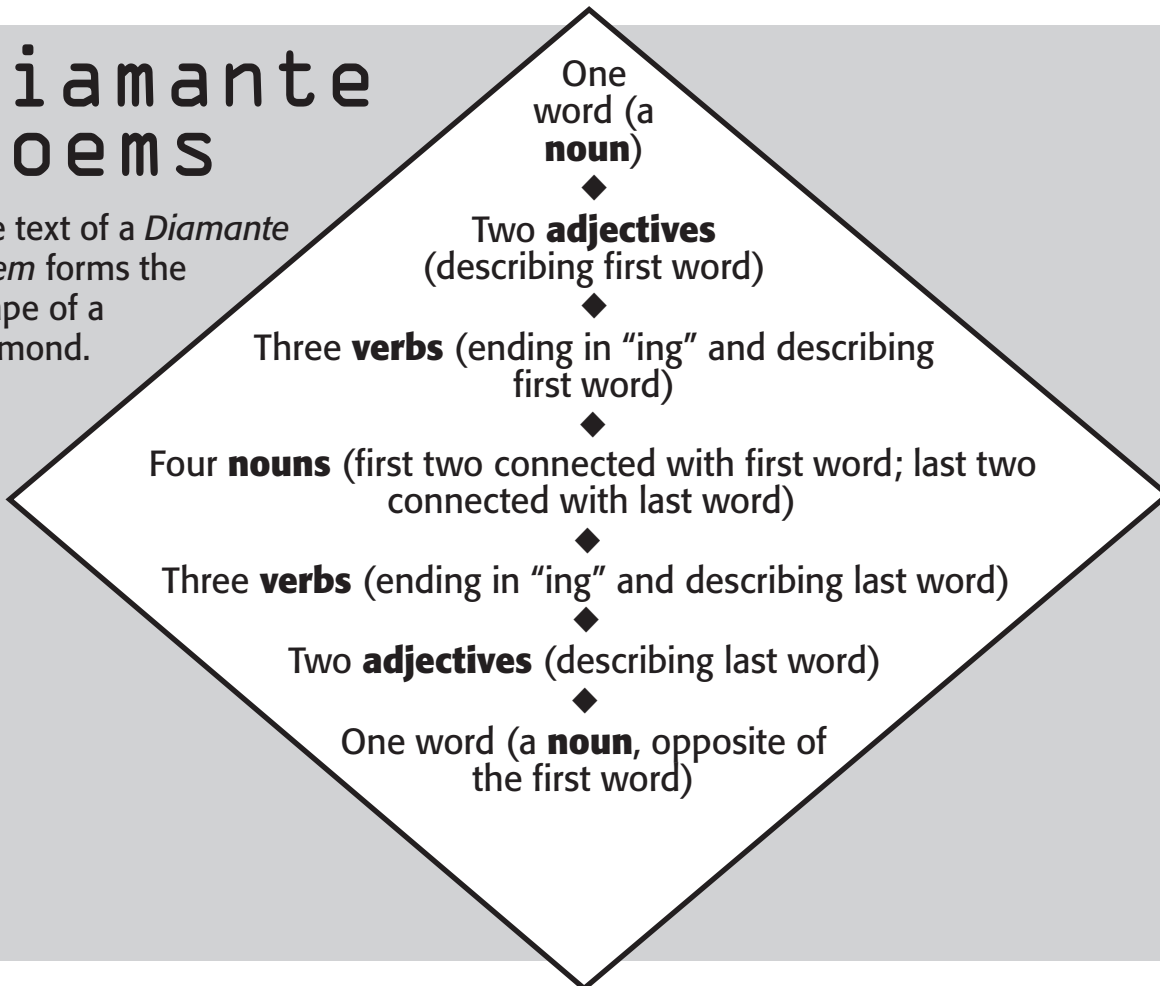 iamante
oems
e text of a Diamante
em forms the
ape of a
mond.
One
word (a
noun)
Two adjectives
(describing first word)
Three verbs (ending in “ing” and describing
first word)
Four nouns (first two connected with first word; last two
connected with last word)
Three verbs (ending in “ing” and describing last word)
Two adjectives (describing last word)
One word (a noun, opposite of
the first word)